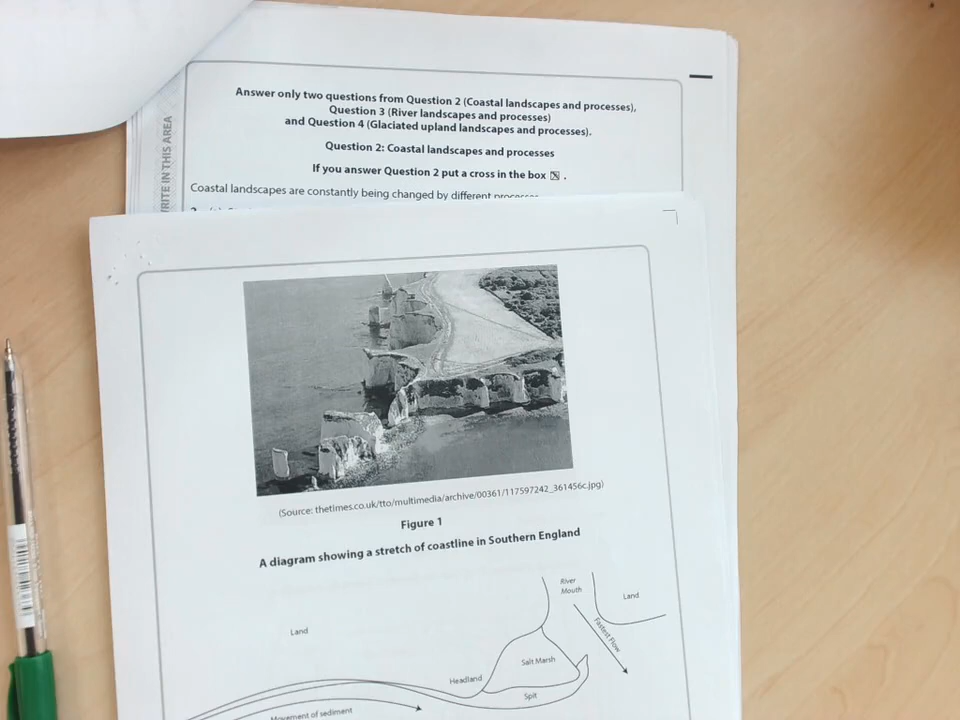 Answer only two questions from Question 2 (Coastal landscapes and processes),
Question 3 (River landscapes and processes)
and Question 4 (Glaciated upland landscapes and processes).
Question 2: Coastal landscapes and processes
If you answer Question 2 put a cross in the box ☒ .
Coastal landscapes are constantly being changed by different processes
RITE IN THIS AREA
(Source: thetimes.co.uk/tto/multimedia/archive/00361/117597242_361456c.jpg)
Figure 1
A diagram showing a stretch of coastline in Southern England
River
Mouth
Land
Fastest Flow
Land
Salt Marsh
Headland
Spit
Movement of sediment